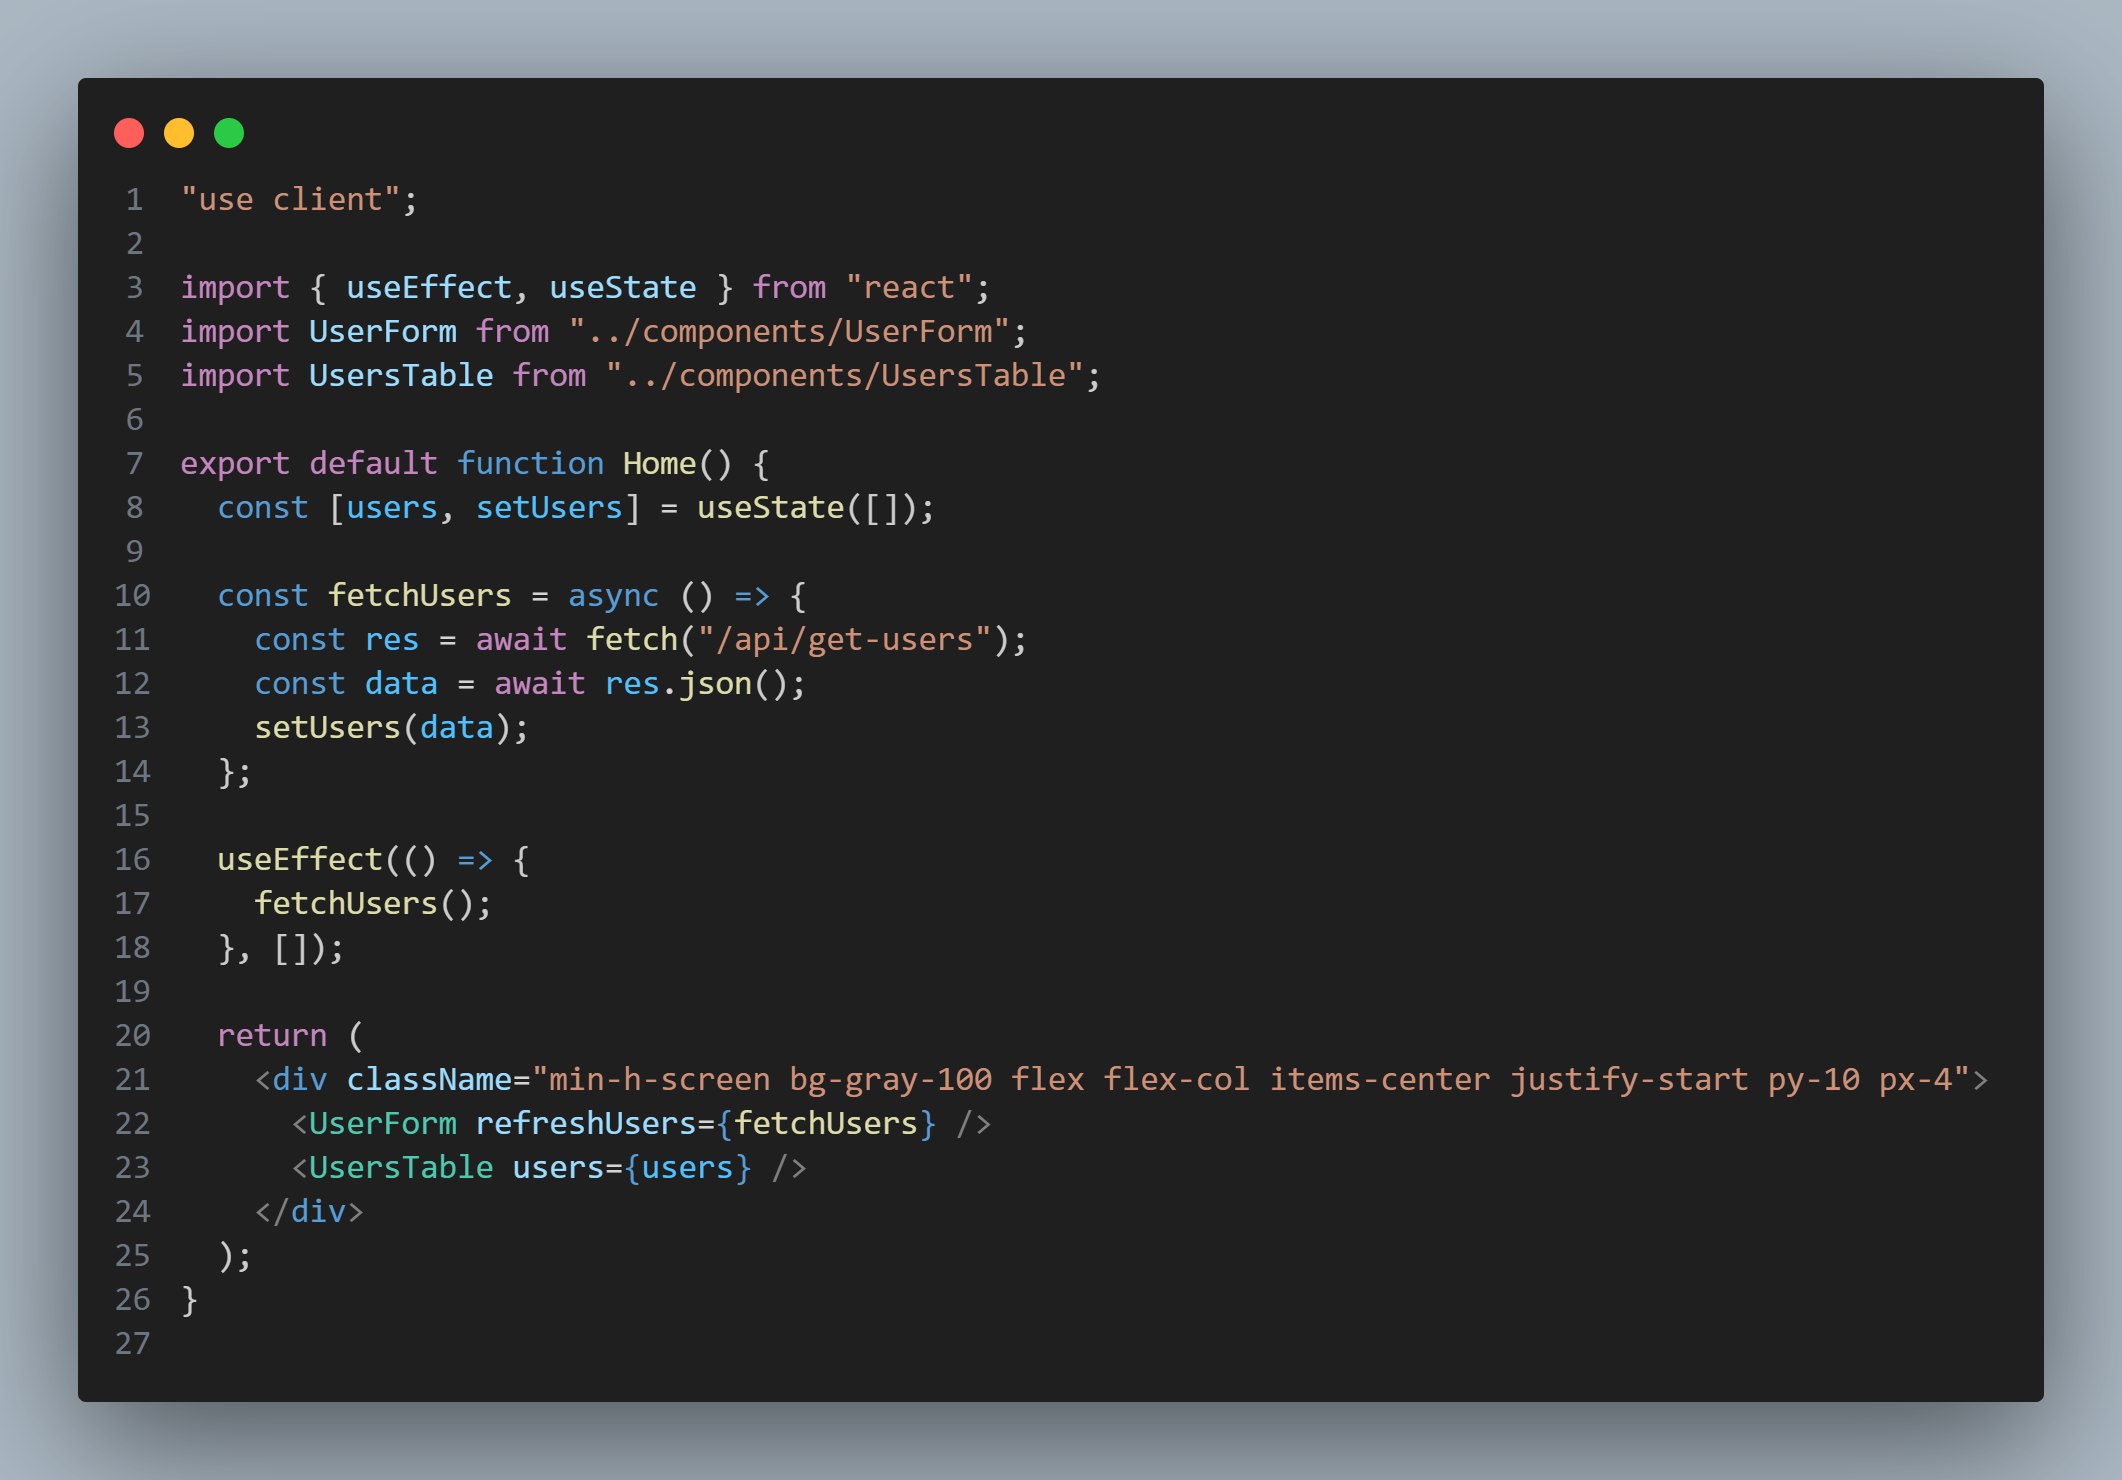 1 "use client";
2
3 import { useEffect, useState } from "react";
4 import UserForm from "../components/UserForm";
5 import UsersTable from "../components/UsersTable";
6
7 export default function Home() {
8   const [users, setUsers] = useState([]);
9
10   const fetchUsers = async () => {
11     const res = await fetch("/api/get-users");
12     const data = await res.json();
13     setUsers(data);
14   };
15
16   useEffect(() => {
17     fetchUsers();
18   }, []);
19
20   return (
21     <div className="min-h-screen bg-gray-100 flex flex-col items-center justify-start py-10 px-4">
22       <UserForm refreshUsers={fetchUsers} />
23       <UsersTable users={users} />
24     </div>
25   );
26 }
27